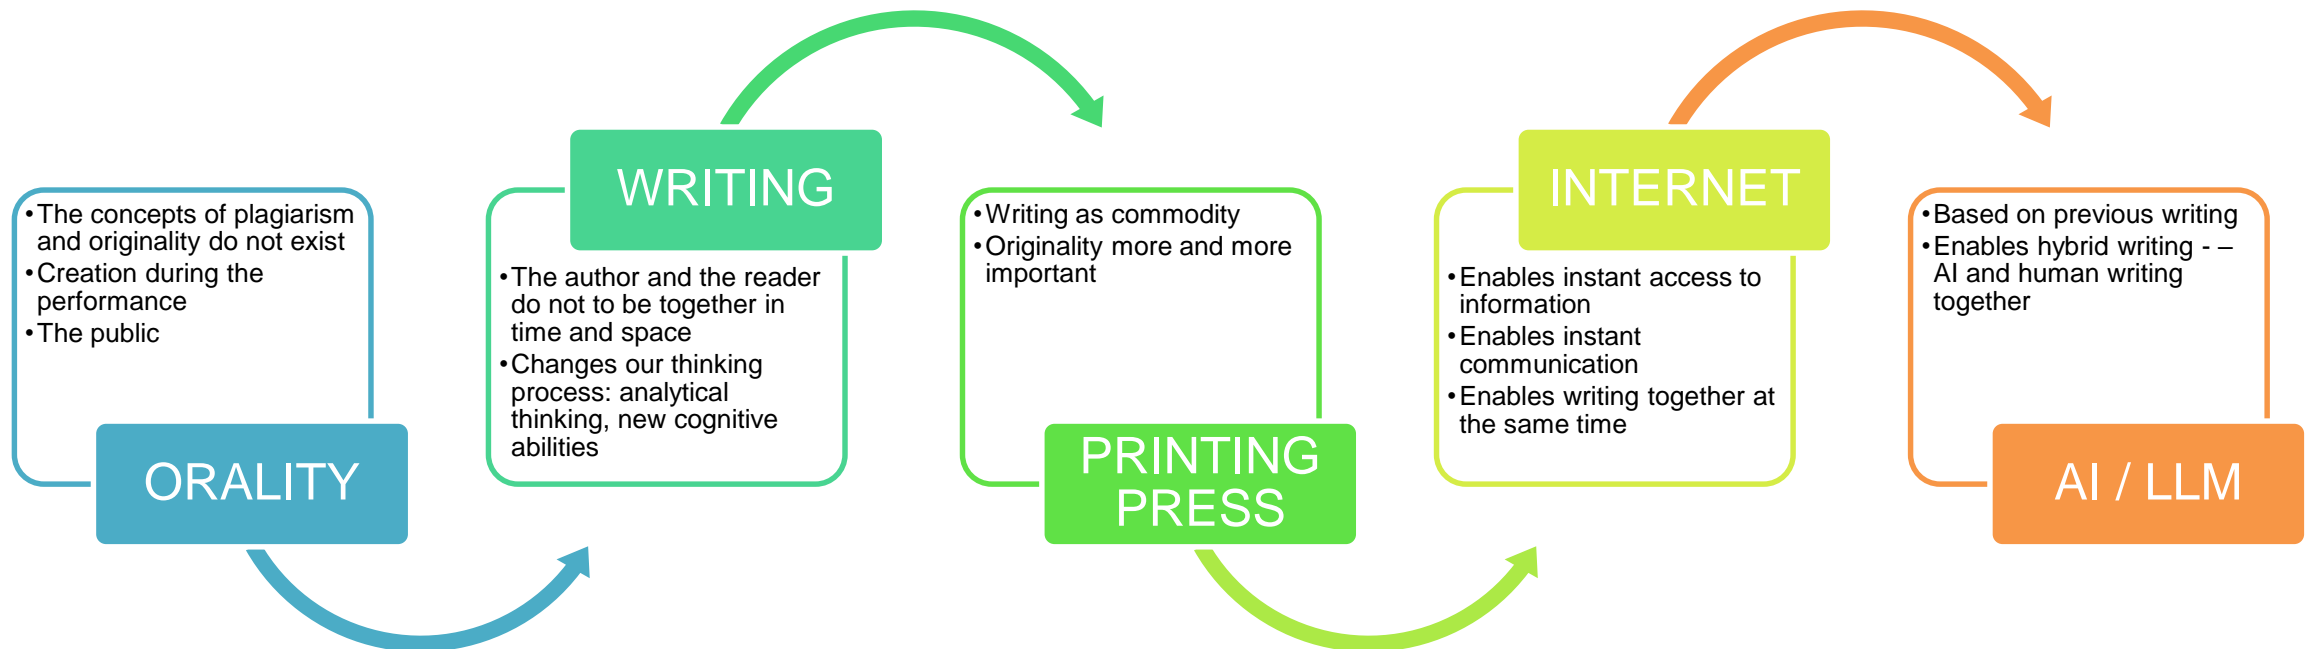 •The concepts of plagiarism
and originality do not exist
•Creation during the
performance
•The public
ORALITY
WRITING
•The author and the reader
do not to be together in
time and space
•Changes our thinking
process: analytical
thinking, new cognitive
abilities
•Writing as commodity
•Originality more and more
important
PRINTING
PRESS
INTERNET
•Enables instant access to
information
•Enables instant
communication
•Enables writing together at
the same time
•Based on previous writing
•Enables hybrid writing - –
AI and human writing
together
AI / LLM